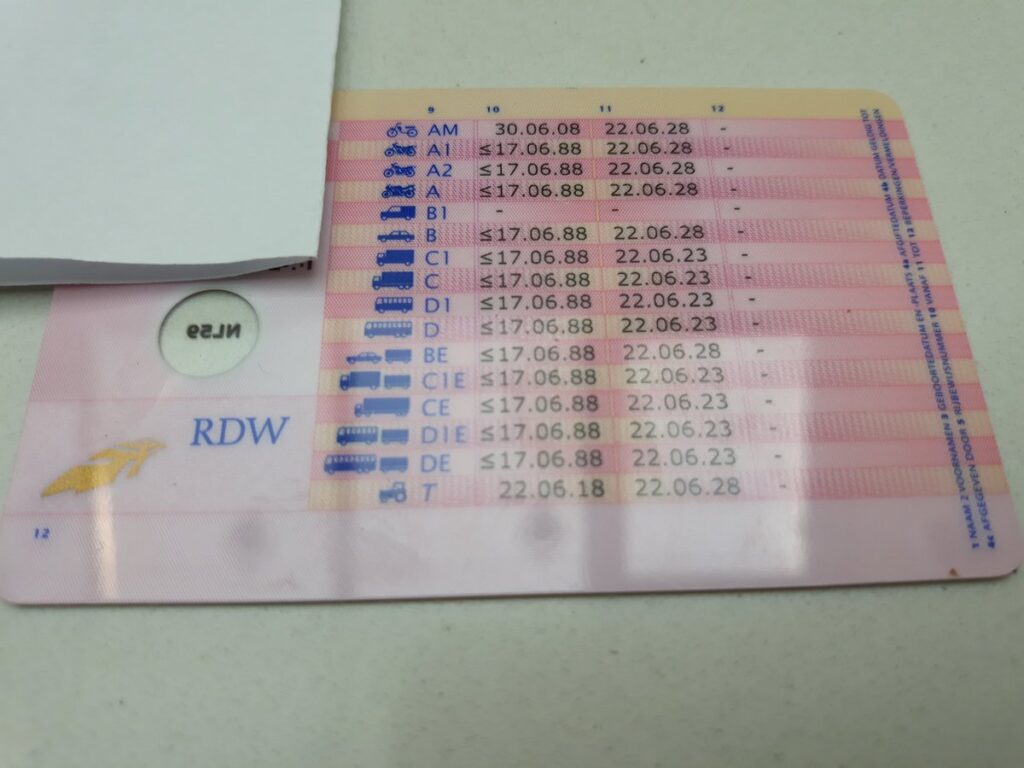 9 10 11 12
AM 30.06.08 22.06.28 -
A1 ≤17.06.88 22.06.28 -
A2 ≤17.06.88 22.06.28 -
A ≤17.06.88 22.06.28 -
B1 - - -
B ≤17.06.88 22.06.28 -
C1 ≤17.06.88 22.06.23 -
C ≤17.06.88 22.06.23 -
D1 ≤17.06.88 22.06.23 -
D ≤17.06.88 22.06.23 -
BE ≤17.06.88 22.06.28 -
C1E ≤17.06.88 22.06.23 -
CE ≤17.06.88 22.06.23 -
D1E ≤17.06.88 22.06.23 -
DE ≤17.06.88 22.06.23 -
T 22.06.18 22.06.28 -
NL59
RDW
12
1 NAAM 2 VOORNAMEN 3 GEBOORTEDATUM EN -PLAATS 4a AFGIFTEDATUM 4b DATUM GELDIG TOT
4c AFGEGEVEN DOOR 5 RIJBEWIJSNUMMER 10 VANAF 11 TOT 12 BEPERKINGEN/VERMELDINGEN